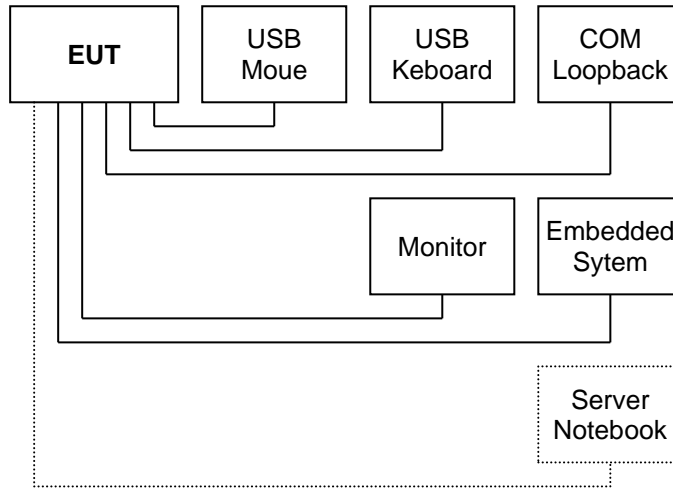 EUT
USB
Moue
USB
Keboard
COM
Loopback
Monitor
Embedded
Sytem
Server
Notebook